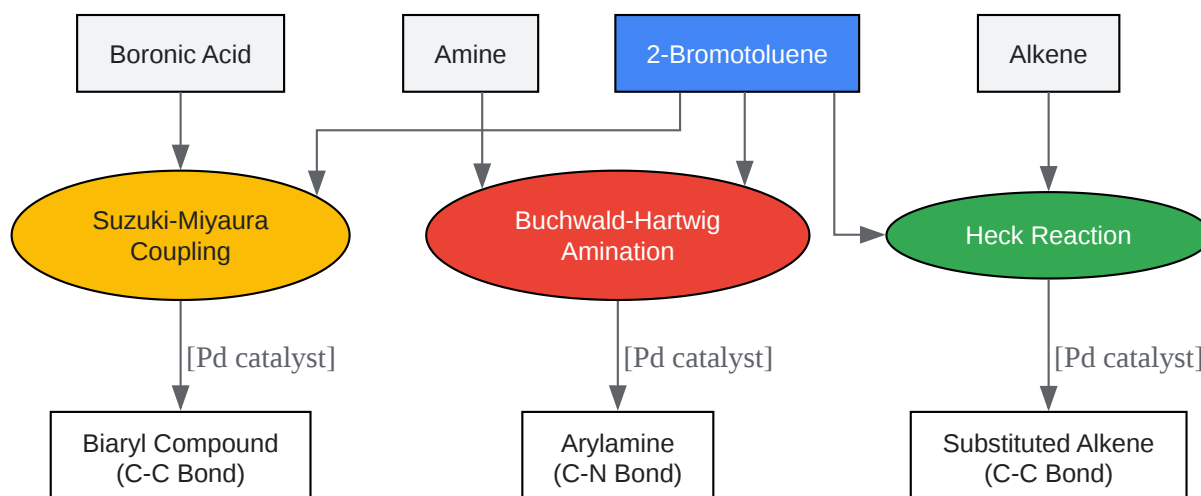 Boronic Acid
Amine
2-Bromotoluene
Alkene
Suzuki-Miyaura
Coupling
Buchwald-Hartwig
Amination
Heck Reaction
[Pd catalyst]
[Pd catalyst]
[Pd catalyst]
Biaryl Compound
(C-C Bond)
Arylamine
(C-N Bond)
Substituted Alkene
(C-C Bond)